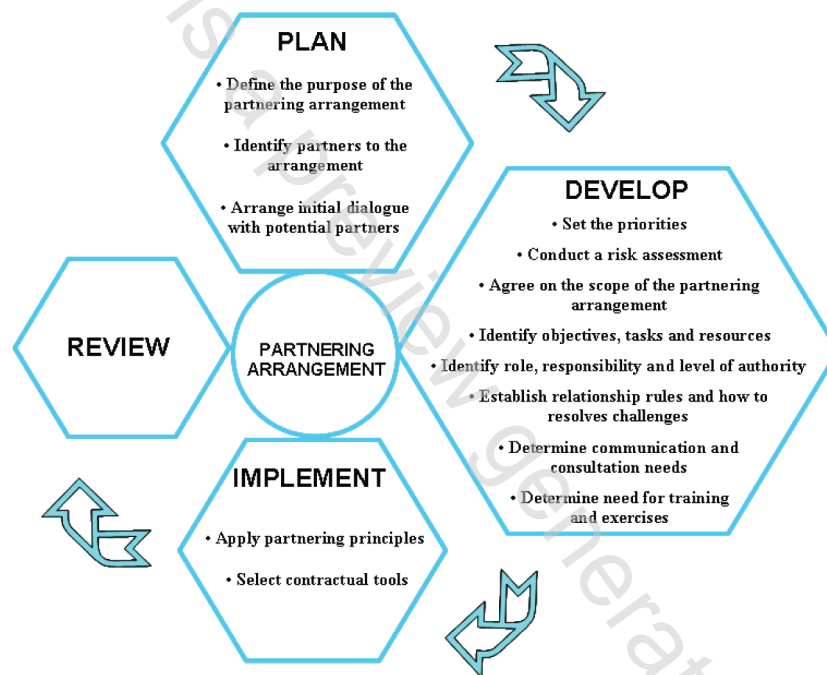 PLAN
• Define the purpose of the
partnering arrangement
• Identify partners to the
arrangement
• Arrange initial dialogue
with potential partners
DEVELOP
• Set the priorities
• Conduct a risk assessment
• Agree on the scope of the partnering
arrangement
• Identify objectives, tasks and resources
• Identify role, responsibility and level of authority
• Establish relationship rules and how to
resolves challenges
• Determine communication and
consultation needs
• Determine need for training
and exercises
REVIEW
PARTNERING
ARRANGEMENT
IMPLEMENT
• Apply partnering principles
• Select contractual tools
is a preview generat